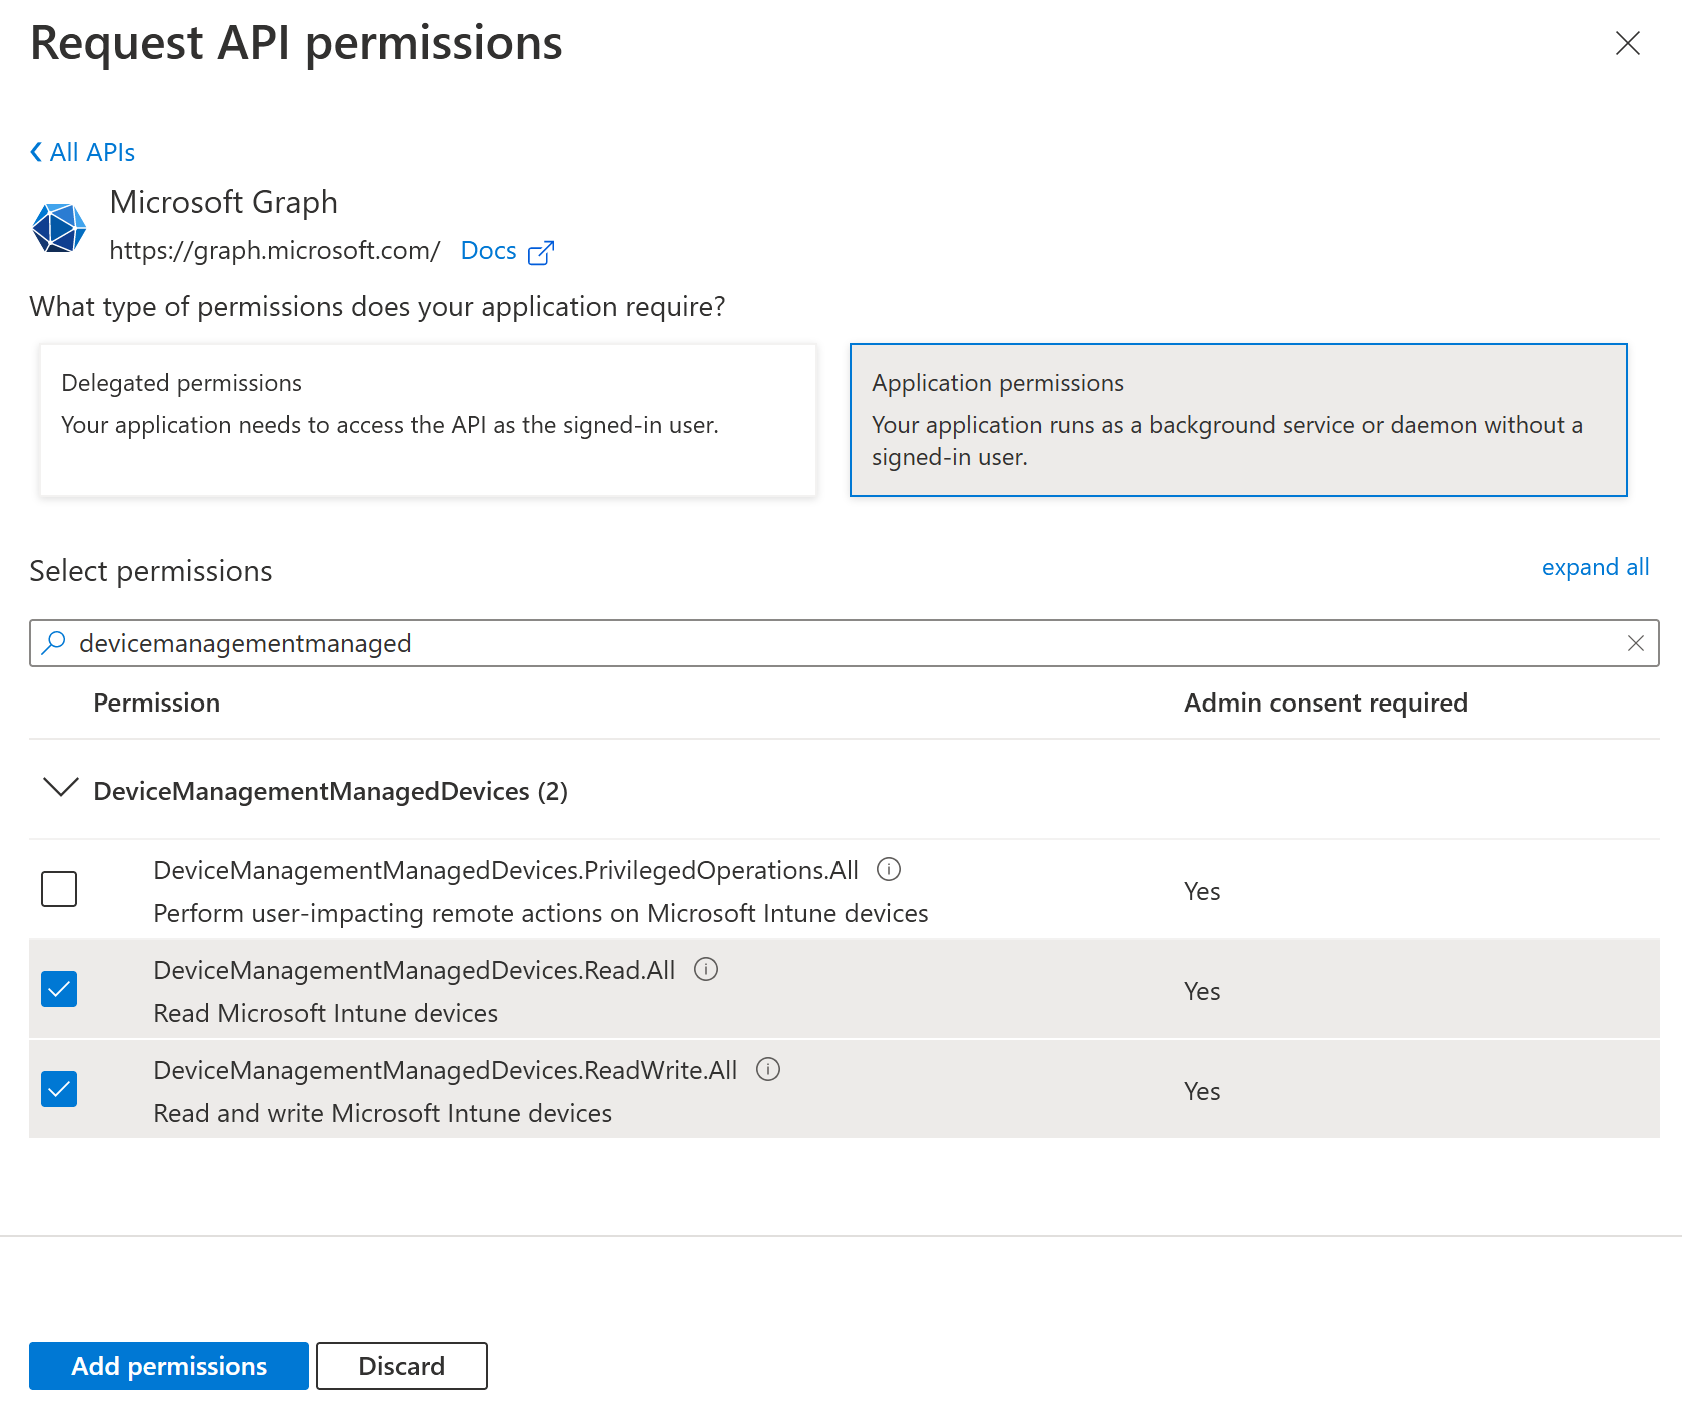 Request API permissions
All APIs
Microsoft Graph
https://graph.microsoft.com/ Docs
What type of permissions does your application require?
Delegated permissions
Your application needs to access the API as the signed-in user.
Application permissions
Your application runs as a background service or daemon without a
signed-in user.
Select permissions
expand all
devicemanagementmanaged
Permission
Admin consent required
DeviceManagementManagedDevices (2)
DeviceManagementManagedDevices.PrivilegedOperations.All
Perform user-impacting remote actions on Microsoft Intune devices
Yes
DeviceManagementManagedDevices.Read.All
Read Microsoft Intune devices
Yes
DeviceManagementManagedDevices.ReadWrite.All
Read and write Microsoft Intune devices
Yes
Add permissions
Discard